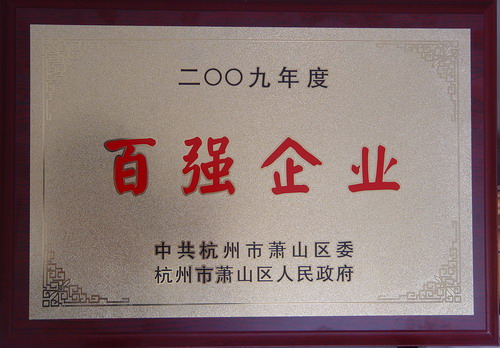 二〇〇九年度
百强企业
中共杭州市萧山区委
杭州市萧山区人民政府